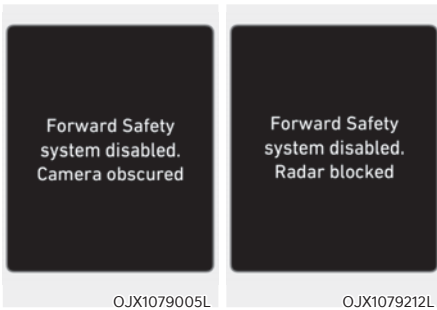 Forward Safety
system disabled.
Camera obscured
OJX1079005L
Forward Safety
system disabled.
Radar blocked
OJX1079212L